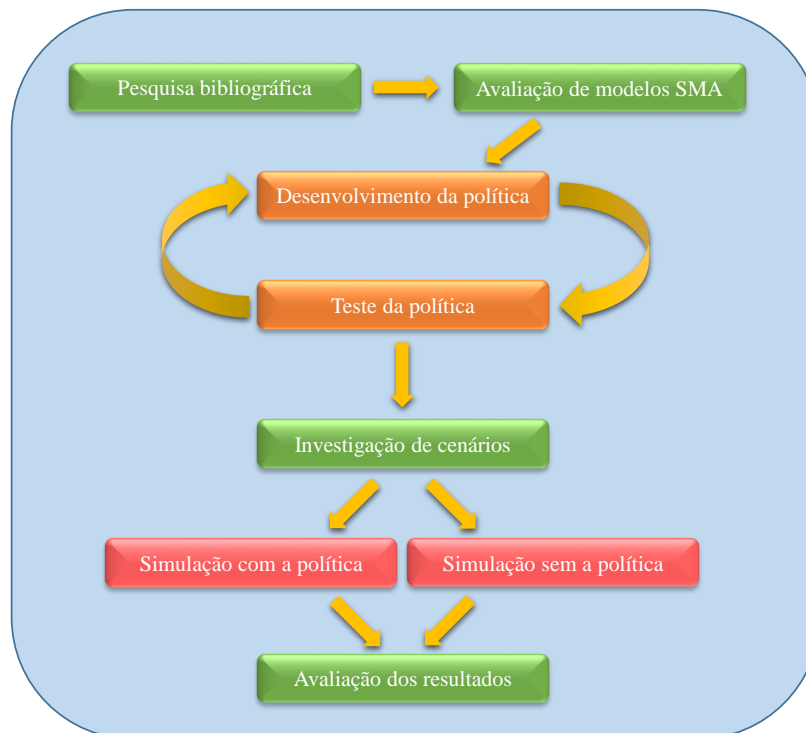 Pesquisa bibliográfica
Avaliação de modelos SMA
Desenvolvimento da política
Teste da política
Investigação de cenários
Simulação com a política
Simulação sem a política
Avaliação dos resultados